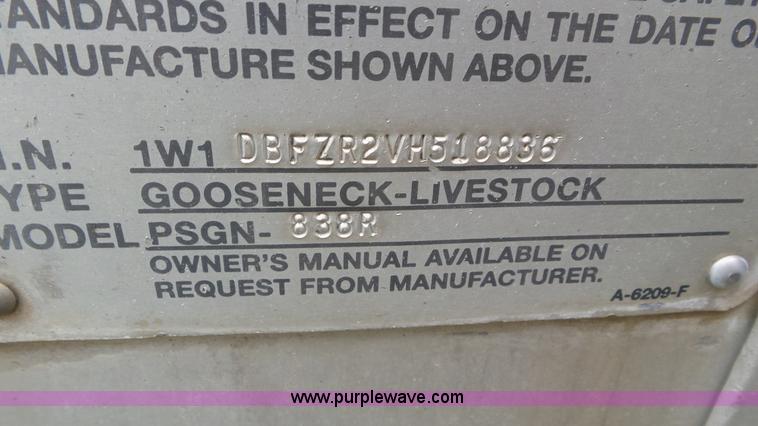 STANDARDS IN EFFECT ON THE DATE OF
MANUFACTURE SHOWN ABOVE.
V.I.N. 1W1 DBFZR2VH518836
TYPE GOOSENECK-LIVESTOCK
MODEL PSGN- 838R
OWNER'S MANUAL AVAILABLE ON
REQUEST FROM MANUFACTURER.
A-6209-F
www.purplewave.com